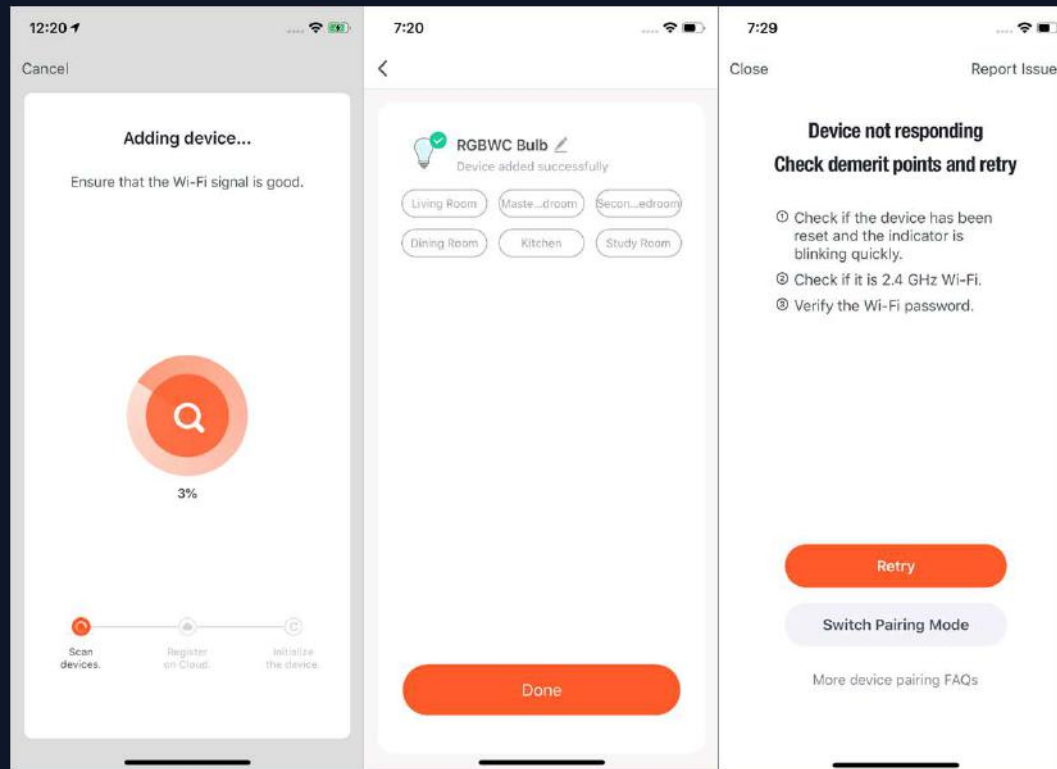 12:20
Cancel
Adding device...
Ensure that the Wi-Fi signal is good.
3%
Scan
devices.
Register
on Cloud.
Initialize
the device.
7:20
RGBWC Bulb
Device added successfully
Living Room
Maste...droom
Secon...edroom
Dining Room
Kitchen
Study Room
Done
7:29
Close
Report Issue
Device not responding
Check demerit points and retry
① Check if the device has been
reset and the indicator is
blinking quickly.
② Check if it is 2.4 GHz Wi-Fi.
③ Verify the Wi-Fi password.
Retry
Switch Pairing Mode
More device pairing FAQs